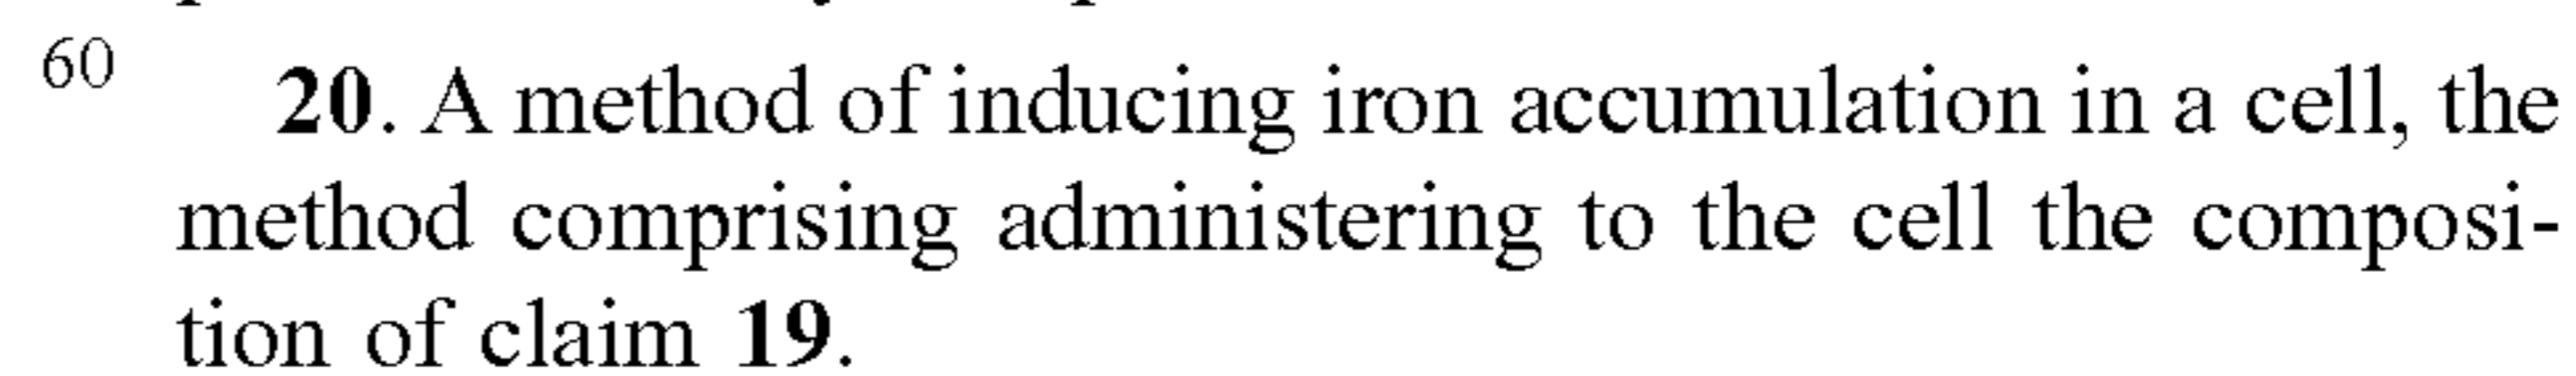 60 20. A method of inducing iron accumulation in a cell, the
method comprising administering to the cell the composi-
tion of claim 19.